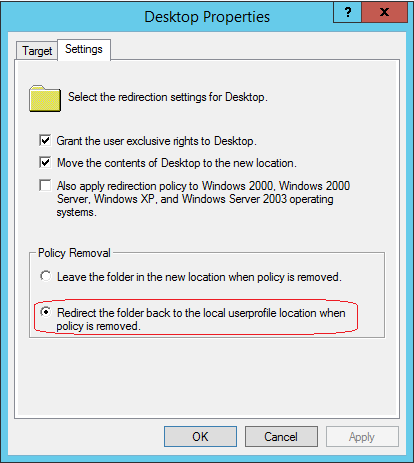 Desktop Properties
?
x
Target
Settings
Select the redirection settings for Desktop.
Grant the user exclusive rights to Desktop.
Move the contents of Desktop to the new location.
Also apply redirection policy to Windows 2000, Windows 2000
Server, Windows XP, and Windows Server 2003 operating
systems.
Policy Removal
Leave the folder in the new location when policy is removed.
Redirect the folder back to the local userprofile location when
policy is removed.
OK
Cancel
Apply